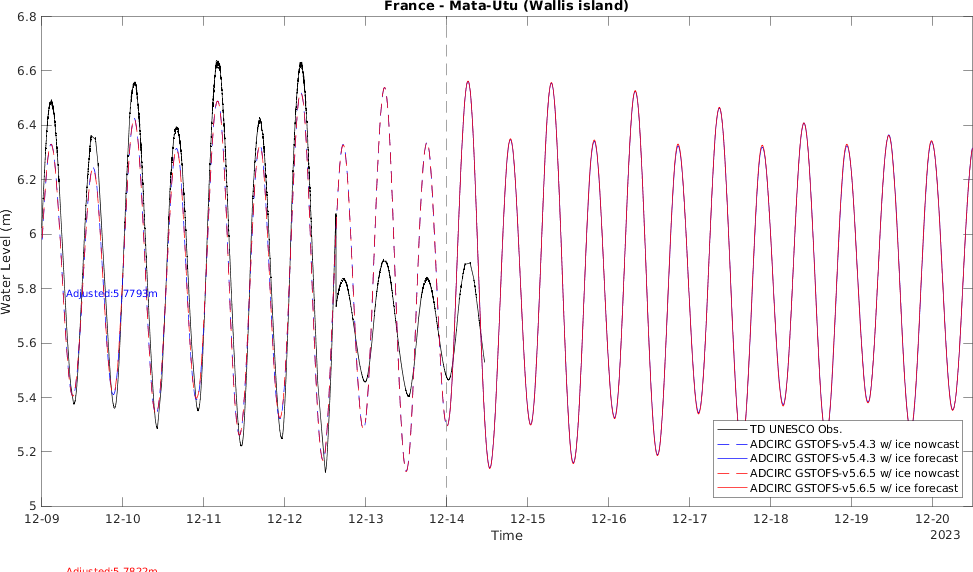 France - Mata-Utu (Wallis island)
6.8
6.6
6.4
6.2
6
5.8
5.6
5.4
5.2
5
Water Level (m)
Adjusted:5.7793m
TD UNESCO Obs.
ADCIRC GSTOFS-v5.4.3 w/ ice nowcast
ADCIRC GSTOFS-v5.4.3 w/ ice forecast
ADCIRC GSTOFS-v5.6.5 w/ ice nowcast
ADCIRC GSTOFS-v5.6.5 w/ ice forecast
12-09 12-10 12-11 12-12 12-13 12-14 12-15 12-16 12-17 12-18 12-19 12-20
Time
2023
Adjusted:5.7822m